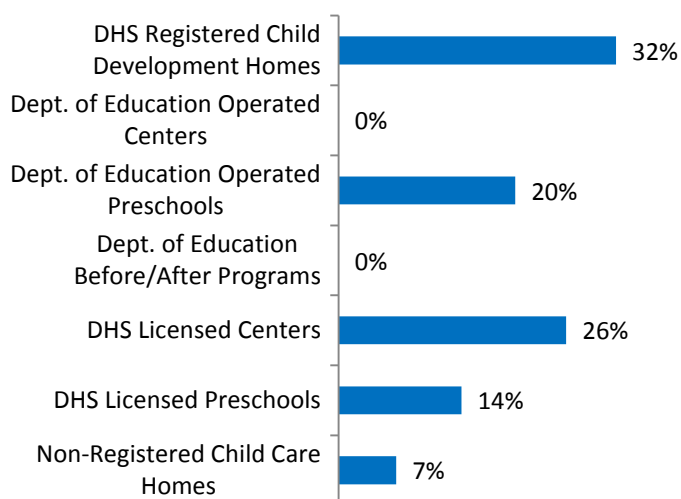 DHS Registered Child
Development Homes
32%
Dept. of Education Operated
Centers
0%
Dept. of Education Operated
Preschools
20%
Dept. of Education
Before/After Programs
0%
DHS Licensed Centers
26%
DHS Licensed Preschools
14%
Non-Registered Child Care
Homes
7%